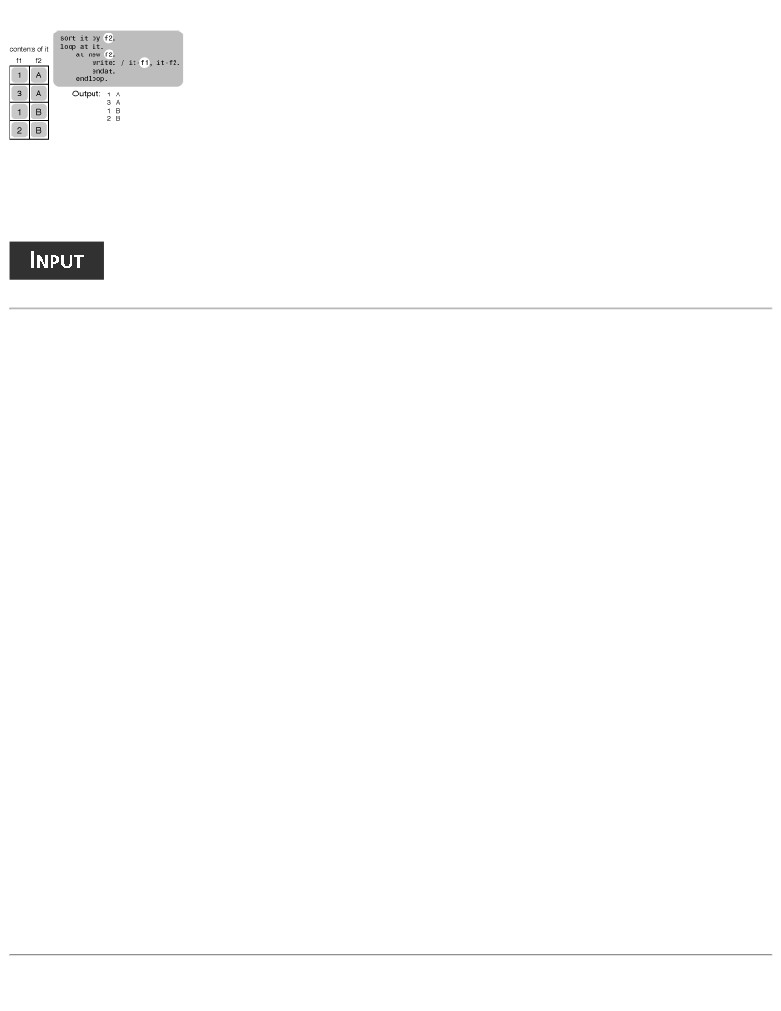 contents of it
f1 f2
1 A
3 A
1 B
2 B
sort it by f2.
loop at it.
at new f2.
write: / it-f1, it-f2.
endat.
endloop.
Output: 1 A
3 A
1 B
2 B
INPUT